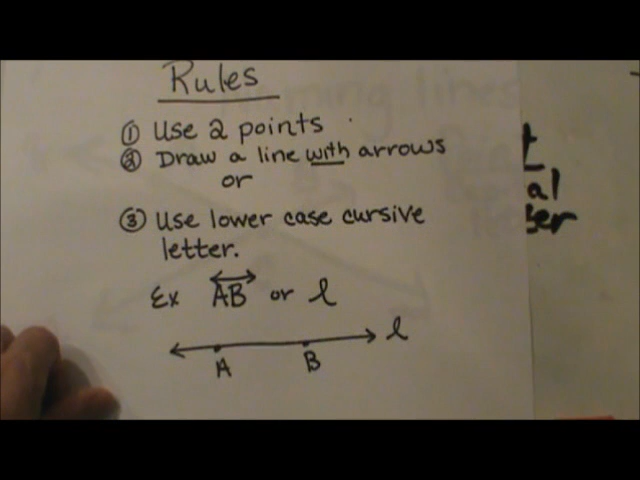 Rules
① Use 2 points
② Draw a line with arrows
or
③ Use lower case cursive
letter.
Ex AB or l
l
A B